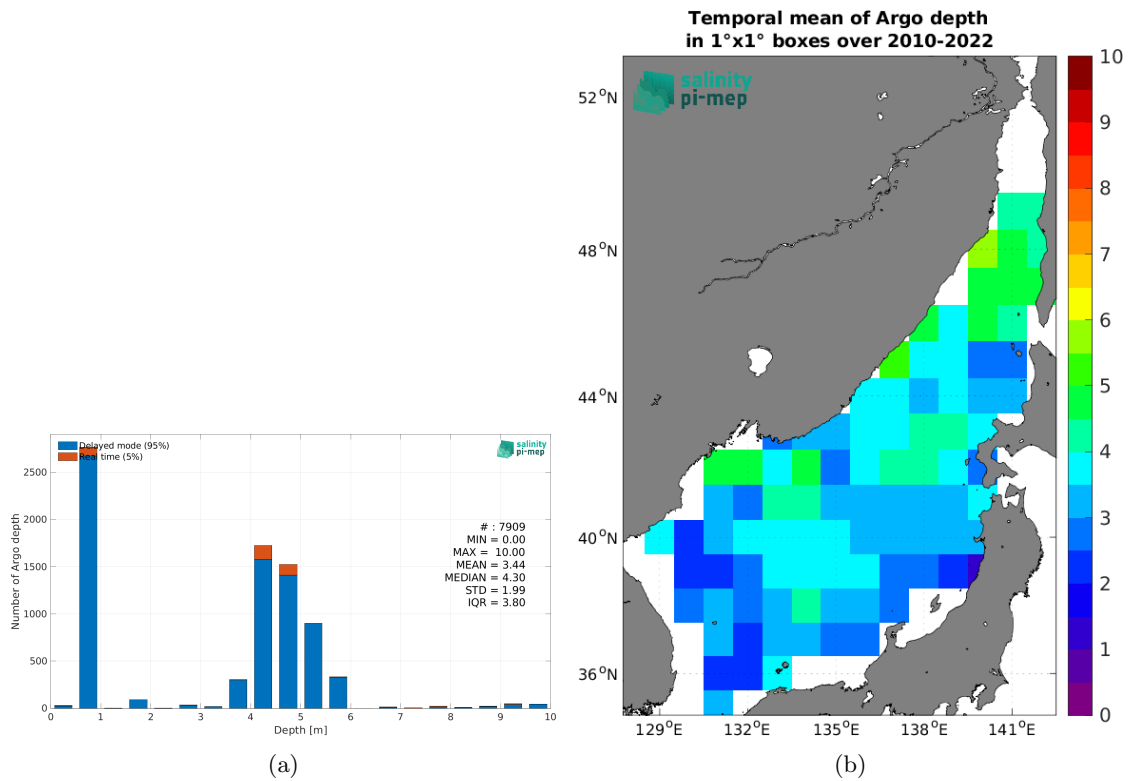 Temporal mean of Argo depth
in 1°x1° boxes over 2010-2022
salinity
pi-mep
52°N
48°N
44°N
40°N
36°N
129°E
132°E
135°E
138°E
141°E
10
9
8
7
6
5
4
3
2
1
0
Delayed mode (95%)
Real time (5%)
salinity
pi-mep
Number of Argo depth
2500
2000
1500
1000
500
0
# : 7909
MIN = 0.00
MAX = 10.00
MEAN = 3.44
MEDIAN = 4.30
STD = 1.99
IQR = 3.80
0 1 2 3 4 5 6 7 8 9 10
Depth [m]
(a)
(b)